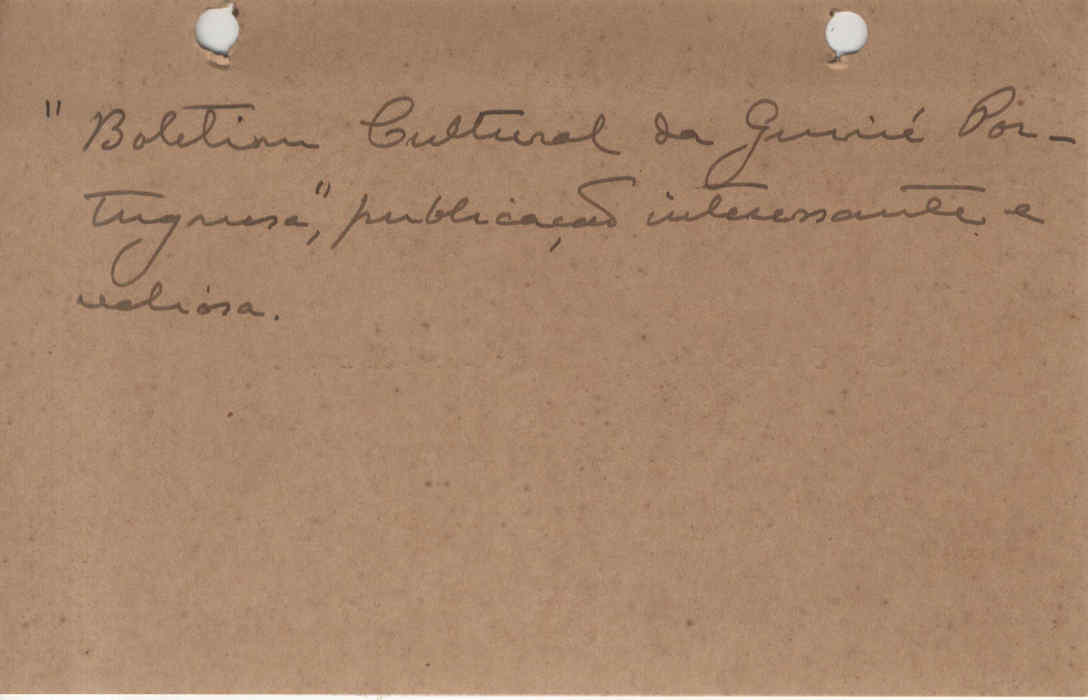 "Boletim Cultural da Guiné Por-
tuguesa", publicação interessante e
valiosa.